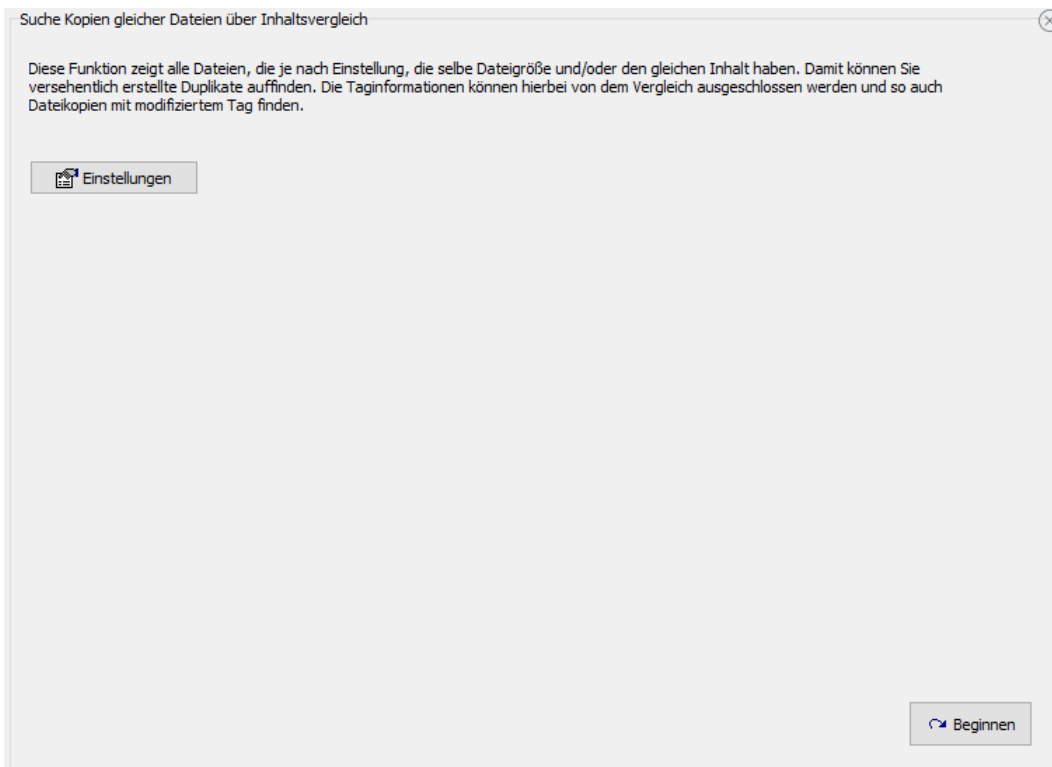 Suche Kopien gleicher Dateien über Inhaltsvergleich
Diese Funktion zeigt alle Dateien, die je nach Einstellung, die selbe Dateigröße und/oder den gleichen Inhalt haben. Damit können Sie
versehentlich erstellte Duplikate auffinden. Die Taginformationen können hierbei von dem Vergleich ausgeschlossen werden und so auch
Dateikopien mit modifiziertem Tag finden.
Einstellungen
Beginnen